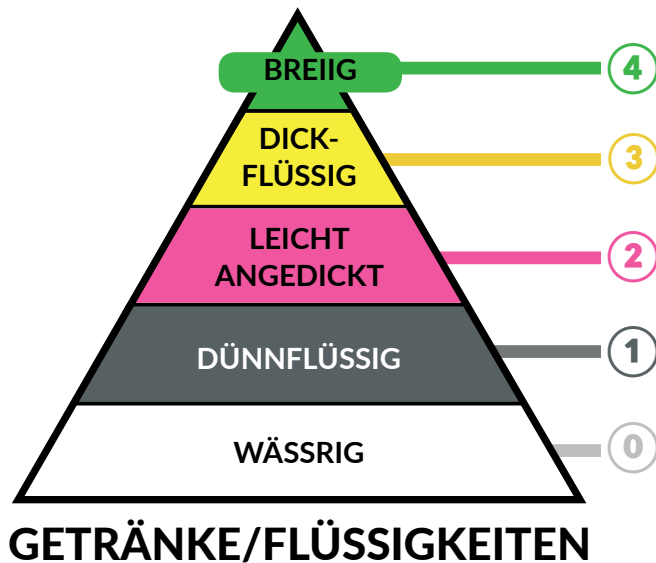 BREIIG
4
DICK-
FLÜSSIG
3
LEICHT
ANGEDICKT
2
DÜNNFLÜSSIG
1
WÄSSRIG
0
GETRÄNKE/FLÜSSIGKEITEN